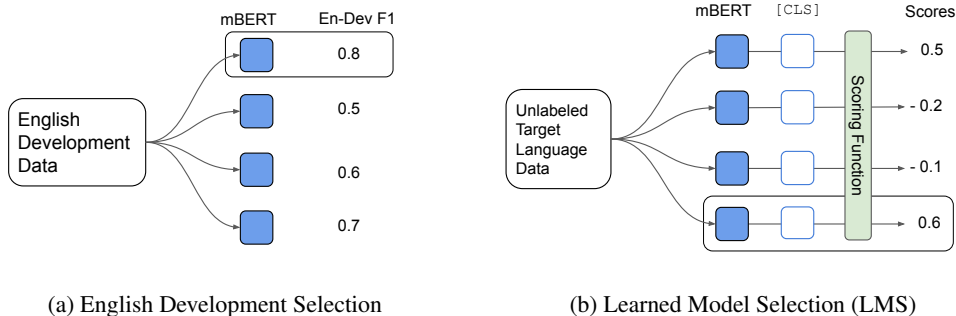 mBERT
En-Dev F1
English
Development
Data
0.8
0.5
0.6
0.7
(a) English Development Selection
mBERT
[CLS]
Scores
Unlabeled
Target
Language
Data
Scoring Function
0.5
- 0.2
- 0.1
0.6
(b) Learned Model Selection (LMS)